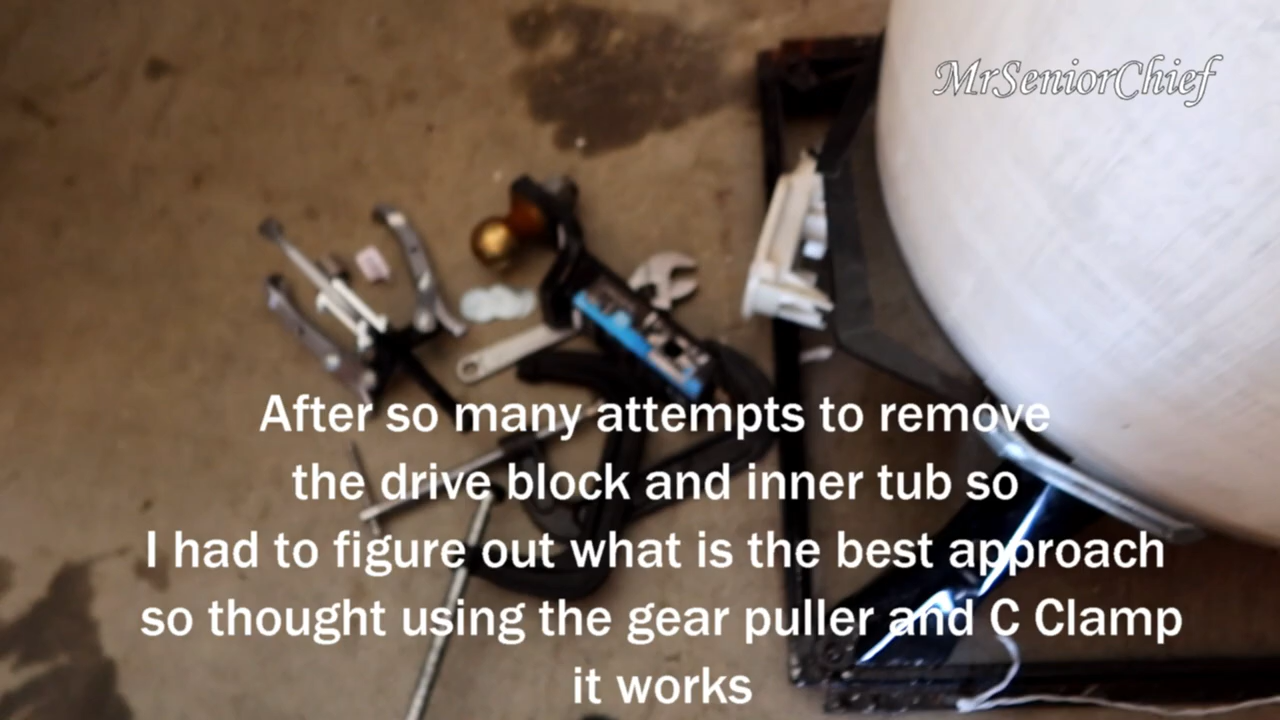 MrSeniorChief
After so many attempts to remove
the drive block and inner tub so
I had to figure out what is the best approach
so thought using the gear puller and C Clamp
it works